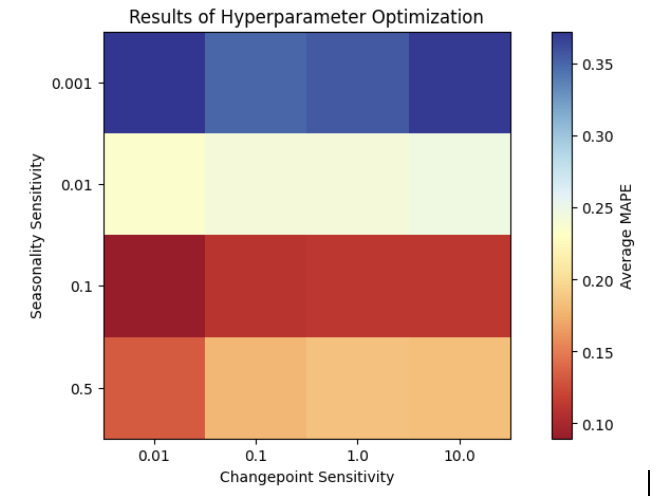 Results of Hyperparameter Optimization
Seasonality Sensitivity
0.001
0.01
0.1
0.5
0.01 0.1 1.0 10.0
Changepoint Sensitivity
0.35
0.30
0.25
0.20
0.15
0.10
Average MAPE